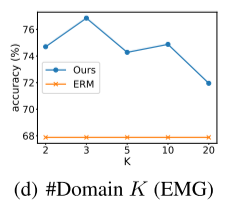 76
74
72
70
68
accuracy (%)
Ours
ERM
2 3 5 10 20
K
(d) #Domain K (EMG)